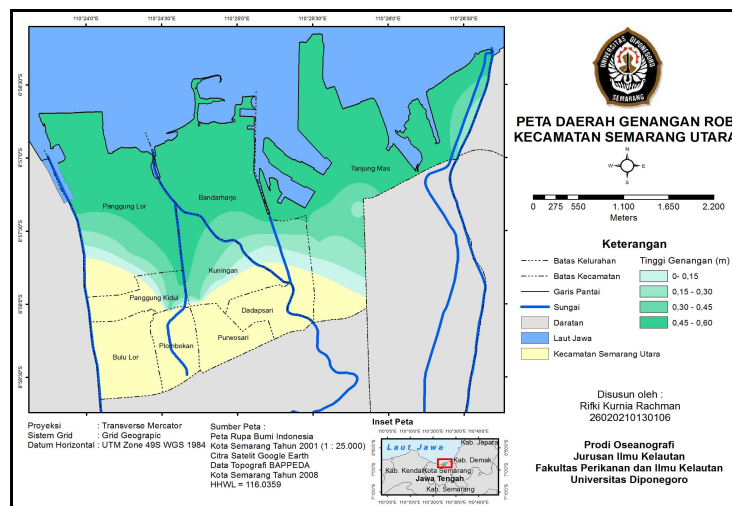 110°24'0"E
110°24'30"E
110°25'0"E
110°25'30"E
110°26'0"E
110°26'30"E
6°56'30"S
6°57'0"S
6°57'30"S
6°58'0"S
Tanjung Mas
Panggung Lor
Bandarharjo
Kuningan
Panggung Kidul
Dadapsari
Plombokan
Purwosari
Bulu Lor
UNIVERSITAS DIPONEGORO
SEMARANG
PETA DAERAH GENANGAN ROB
KECAMATAN SEMARANG UTARA
N
W E
S
0 275 550 1.100 1.650 2.200
Meters
Keterangan
Batas Kelurahan
Batas Kecamatan
Garis Pantai
Sungai
Daratan
Laut Jawa
Kecamatan Semarang Utara
Tinggi Genangan (m)
0- 0,15
0,15 - 0,30
0,30 - 0,45
0,45 - 0,60
Disusun oleh :
Rifki Kurnia Rachman
26020210130106
Prodi Oseanografi
Jurusan Ilmu Kelautan
Fakultas Perikanan dan Ilmu Kelautan
Universitas Diponegoro
Proyeksi : Transverse Mercator
Sistem Grid : Grid Geograpic
Datum Horizontal : UTM Zone 49S WGS 1984
Sumber Peta :
Peta Rupa Bumi Indonesia
Kota Semarang Tahun 2001 (1 : 25.000)
Citra Satelit Google Earth
Data Topografi BAPPEDA
Kota Semarang Tahun 2008
HHWL = 116.0359
Inset Peta
Laut Jawa
Kab. Jepara
Kab. Demak
Kab. Kendal
Kota Semarang
Jawa Tengah
Kab. Semarang